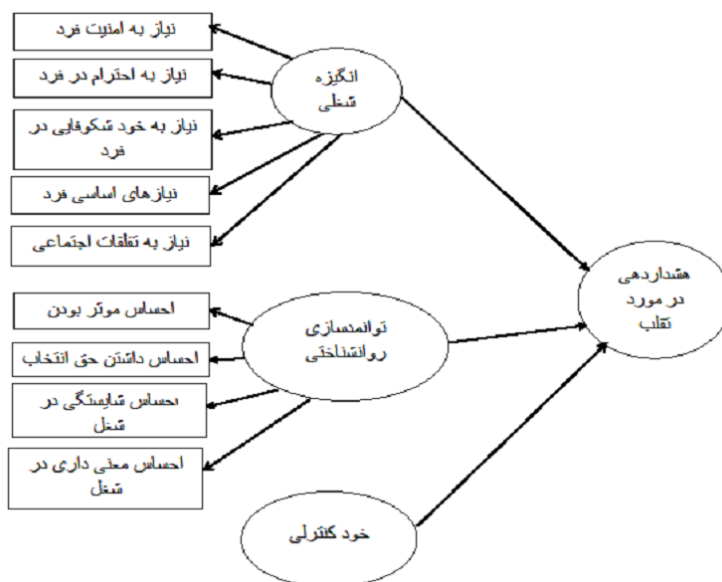 نیاز به امنیت فرد
نیاز به احترام در فرد
نیاز به خود شکوفایی در
فرد
نیازهای اساسی فرد
نیاز به تعلقات اجتماعی
انگیزه
شغلی
هشداردهی
در مورد
تقلب
احساس موثر بودن
احساس داشتن حق انتخاب
بحساس شایستگی در
شغل
احساس معنی داری در
شغل
توانمندسازی
روانشناختی
خود کنترلی